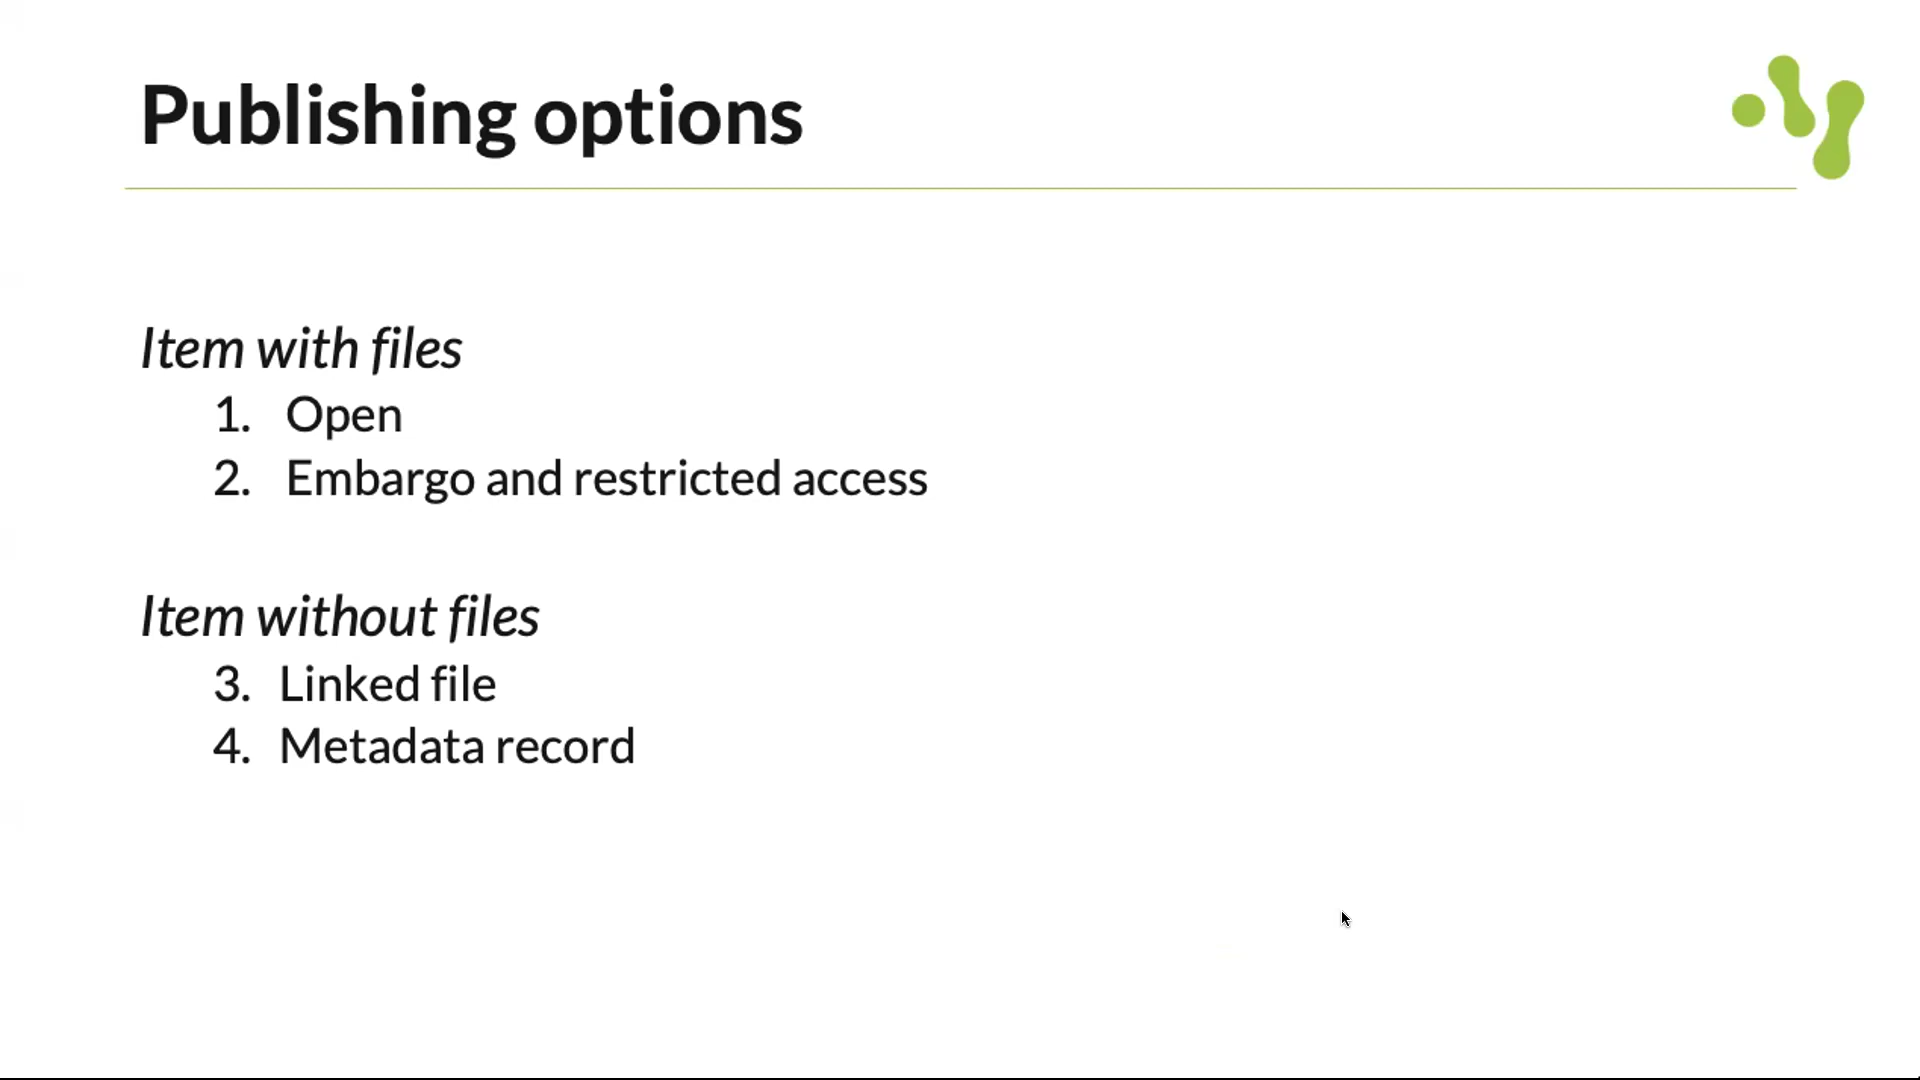 Publishing options
Item with files
1. Open
2. Embargo and restricted access
Item without files
3. Linked file
4. Metadata record